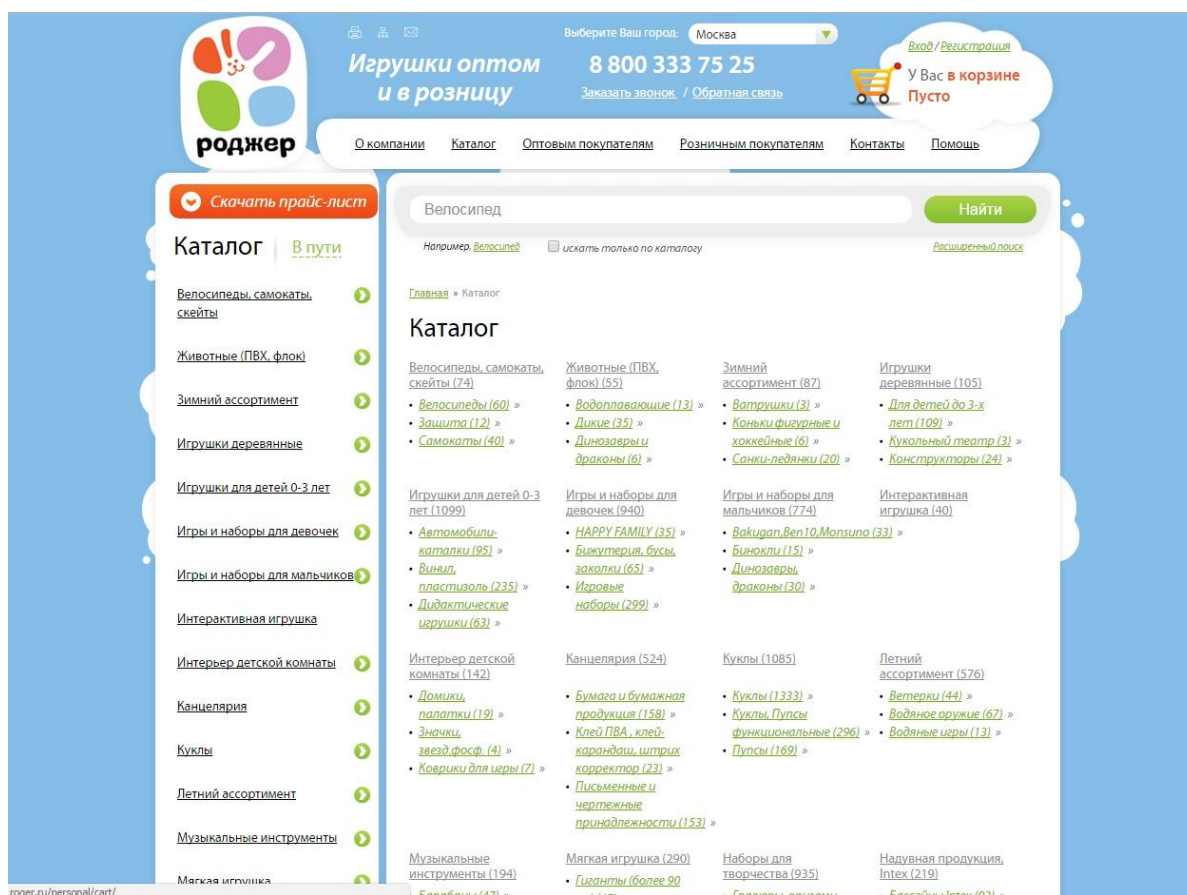 Выберите Ваш город: Москва
Вход / Регистрация
Игрушки оптом
и в розницу
8 800 333 75 25
Заказать звонок / Обратная связь
У Вас в корзине
Пусто
роджер
О компании Каталог Оптовым покупателям Розничным покупателям Контакты Помощь
Скачать прайс-лист
Каталог В пути
Велосипеды, самокаты,
скейты
Животные (ПВХ, флок)
Зимний ассортимент
Игрушки деревянные
Игрушки для детей 0-3 лет
Игры и наборы для девочек
Игры и наборы для мальчиков
Интерактивная игрушка
Интерьер детской комнаты
Канцелярия
Куклы
Летний ассортимент
Музыкальные инструменты
Мягкая игрушка
Велосипед Найти
Например, Велосипед искать только по каталогу Расширенный поиск
Главная » Каталог
Каталог
Велосипеды, самокаты,
скейты (74)
• Велосипеды (60) »
• Защита (12) »
• Самокаты (40) »
Животные (ПВХ,
флок) (55)
• Водоплавающие (13) »
• Дикие (35) »
• Динозавры и
драконы (6) »
Зимний
ассортимент (87)
• Ватрушки (3) »
• Коньки фигурные и
хоккейные (6) »
• Санки-ледянки (20) »
Игрушки
деревянные (105)
• Для детей до 3-х
лет (109) »
• Кукольный театр (3) »
• Конструкторы (24) »
Игрушки для детей 0-3
лет (1099)
• Автомобили-
каталки (95) »
• Винил,
пластизоль (235) »
• Дидактические
игрушки (63) »
Игры и наборы для
девочек (940)
• HAPPY FAMILY (35) »
• Бижутерия, бусы,
заколки (65) »
• Игровые
наборы (299) »
Игры и наборы для
мальчиков (774)
• Bakugan,Ben10,Monsuno (33) »
• Бинокли (15) »
• Динозавры,
драконы (30) »
Интерактивная
игрушка (40)
Интерьер детской
комнаты (142)
• Домики,
палатки (19) »
• Значки,
звезд.фосф. (4) »
• Коврики для игры (7) »
Канцелярия (524)
• Бумага и бумажная
продукция (158) »
• Клей ПВА , клей-
карандаш, штрих
корректор (23) »
• Письменные и
чертежные
принадлежности (153) »
Куклы (1085)
• Куклы (1333) »
• Куклы, Пупсы
функциональные (296) »
• Пупсы (169) »
Летний
ассортимент (576)
• Ветерки (44) »
• Водяное оружие (67) »
• Водяные игры (13) »
Музыкальные
инструменты (194)
• Барабаны (47) »
Мягкая игрушка (290)
• Гиганты (более 90
Наборы для
творчества (935)
Надувная продукция,
Intex (219)
roger.ru/personal/cart/